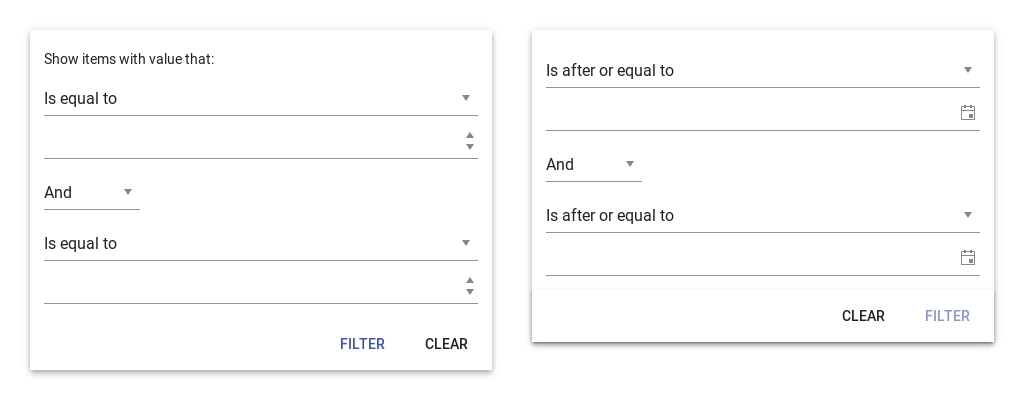 Show items with value that:
Is equal to
And
Is equal to
FILTER CLEAR
Is after or equal to
And
Is after or equal to
CLEAR FILTER